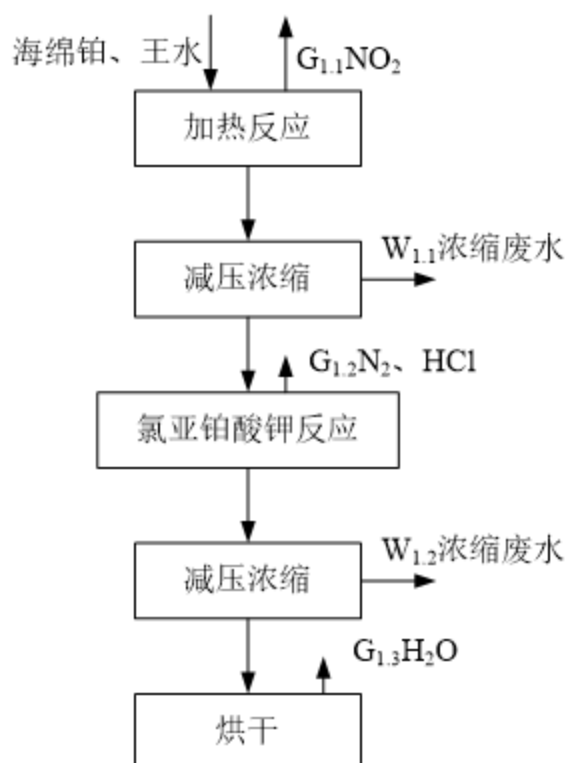 海绵铂、王水
G₁.₁NO₂
加热反应
减压浓缩
W₁.₁浓缩废水
G₁.₂N₂、HCl
氯亚铂酸钾反应
减压浓缩
W₁.₂浓缩废水
G₁.₃H₂O
烘干